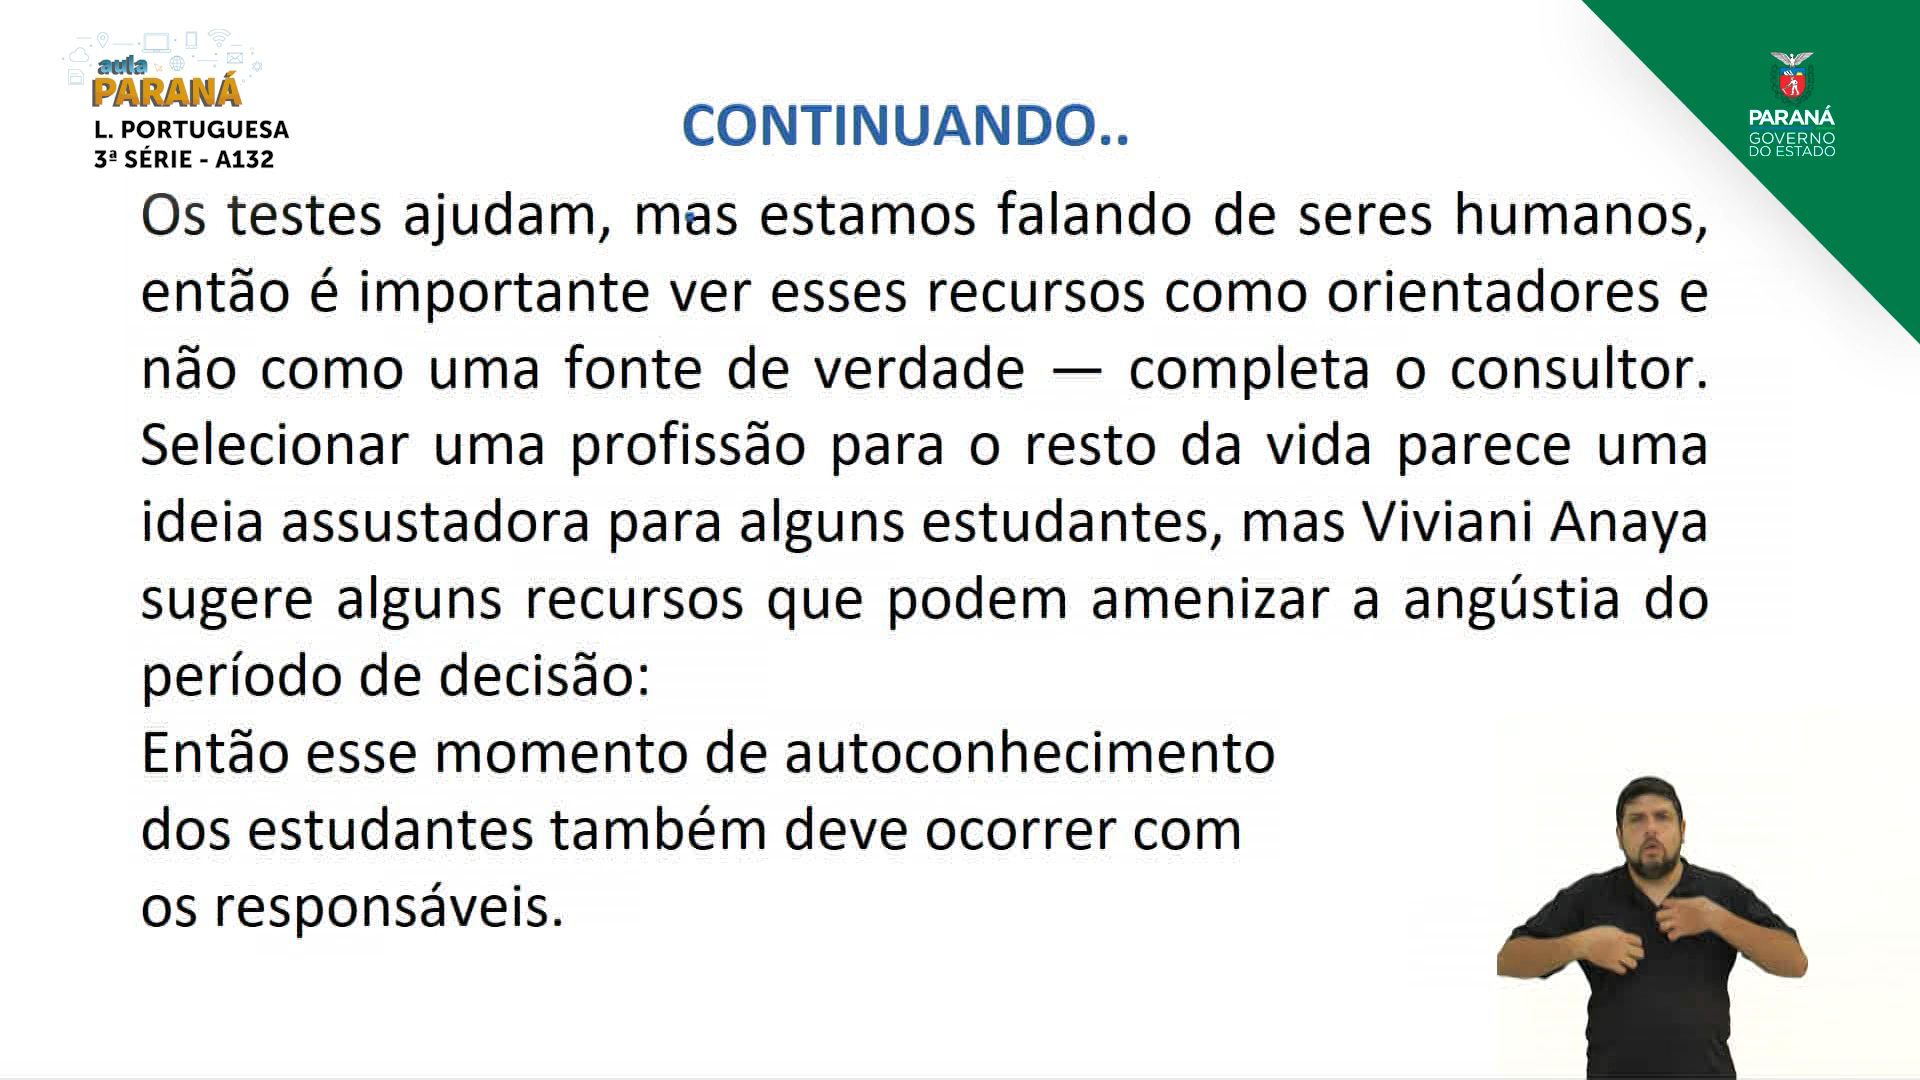 aula
PARANÁ
L. PORTUGUESA
3ª SÉRIE - A132
CONTINUANDO..
PARANÁ
GOVERNO
DO ESTADO
Os testes ajudam, mas estamos falando de seres humanos,
então é importante ver esses recursos como orientadores e
não como uma fonte de verdade — completa o consultor.
Selecionar uma profissão para o resto da vida parece uma
ideia assustadora para alguns estudantes, mas Viviani Anaya
sugere alguns recursos que podem amenizar a angústia do
período de decisão:
Então esse momento de autoconhecimento
dos estudantes também deve ocorrer com
os responsáveis.